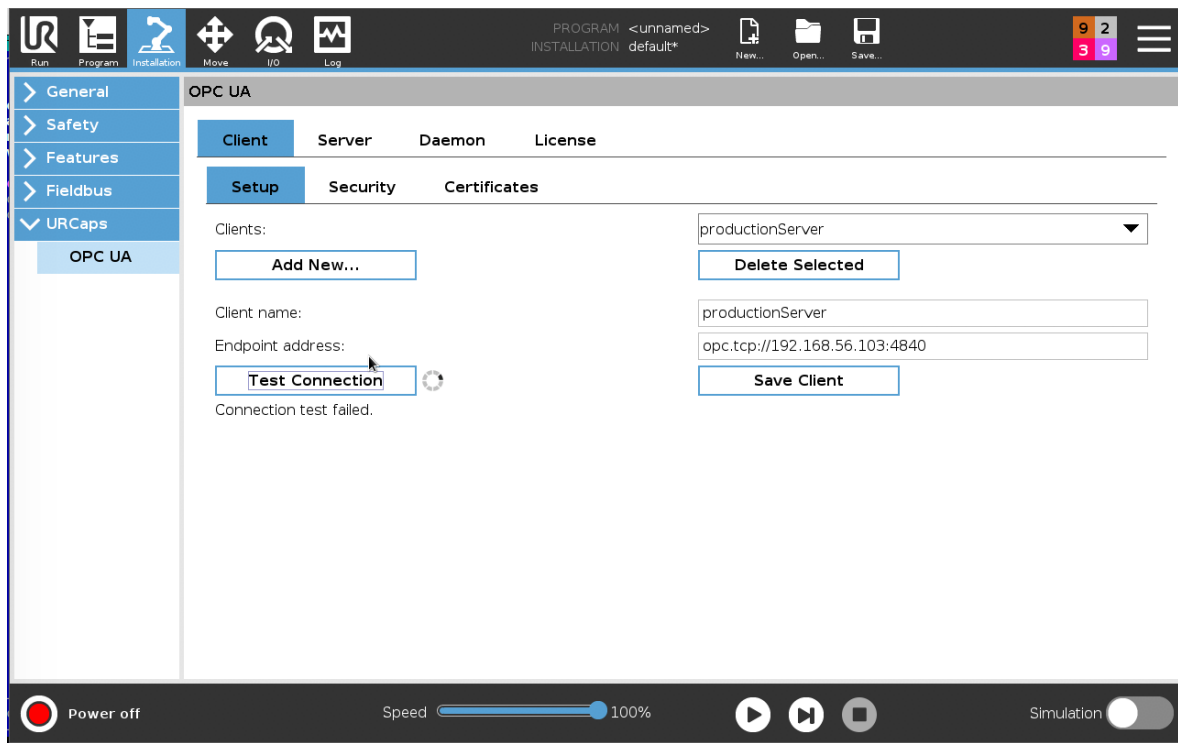 PROGRAM <unnamed>
INSTALLATION default*
UR
Run
Program
Installation
Move
I/O
Log
New...
Open...
Save...
9 2
3 9
General
Safety
Features
Fieldbus
URCaps
OPC UA
OPC UA
Client Server Daemon License
Setup Security Certificates
Clients: productionServer
Add New... Delete Selected
Client name: productionServer
Endpoint address: opc.tcp://192.168.56.103:4840
Test Connection Save Client
Connection test failed.
Power off
Speed 100%
Simulation